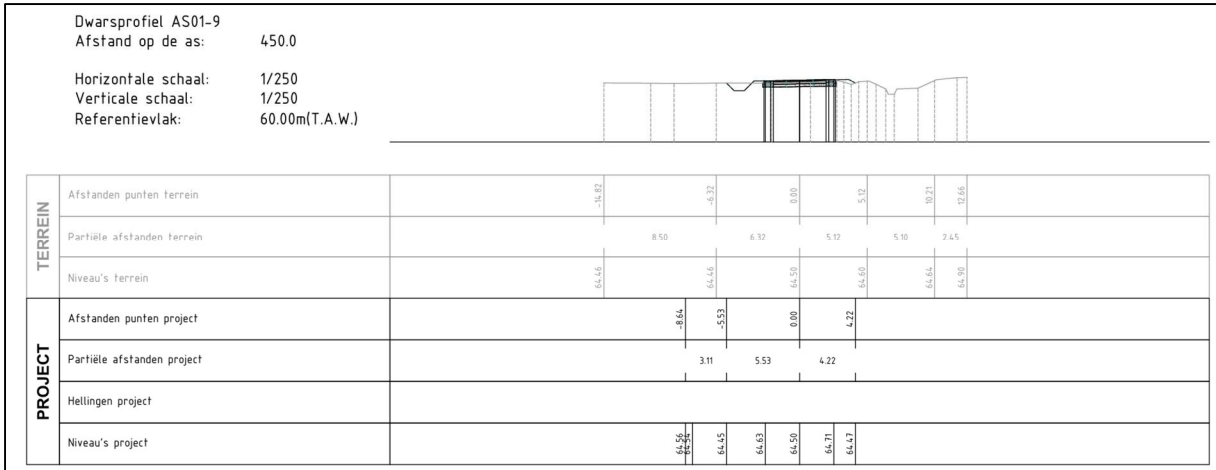 Dwarsprofiel AS01-9
Afstand op de as: 450.0
Horizontale schaal: 1/250
Verticale schaal: 1/250
Referentievlak: 60.00m(T.A.W.)
TERREIN
Afstanden punten terrein -14.82 -6.32 0.00 5.12 10.21 12.66
Partiële afstanden terrein 8.50 6.32 5.12 5.10 2.45
Niveau's terrein 64.46 64.46 64.50 64.60 64.64 64.90
PROJECT
Afstanden punten project -8.64 -5.53 0.00 4.22
Partiële afstanden project 3.11 5.53 4.22
Hellingen project
Niveau's project 64.56 64.54 64.45 64.63 64.50 64.71 64.47